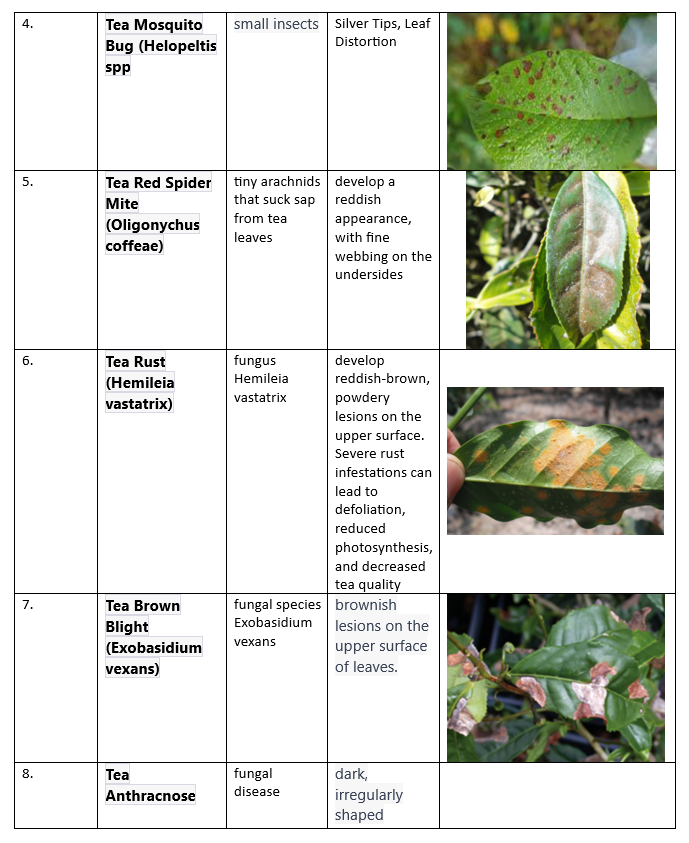 4.
Tea Mosquito
Bug (Helopeltis
spp
small insects
Silver Tips, Leaf
Distortion
5.
Tea Red Spider
Mite
(Oligonychus
coffeae)
tiny arachnids
that suck sap
from tea
leaves
develop a
reddish
appearance,
with fine
webbing on the
undersides
6.
Tea Rust
(Hemileia
vastatrix)
fungus
Hemileia
vastatrix
develop
reddish-brown,
powdery
lesions on the
upper surface.
Severe rust
infestations can
lead to
defoliation,
reduced
photosynthesis,
and decreased
tea quality
7.
Tea Brown
Blight
(Exobasidium
vexans)
fungal species
Exobasidium
vexans
brownish
lesions on the
upper surface
of leaves.
8.
Tea
Anthracnose
fungal
disease
dark,
irregularly
shaped